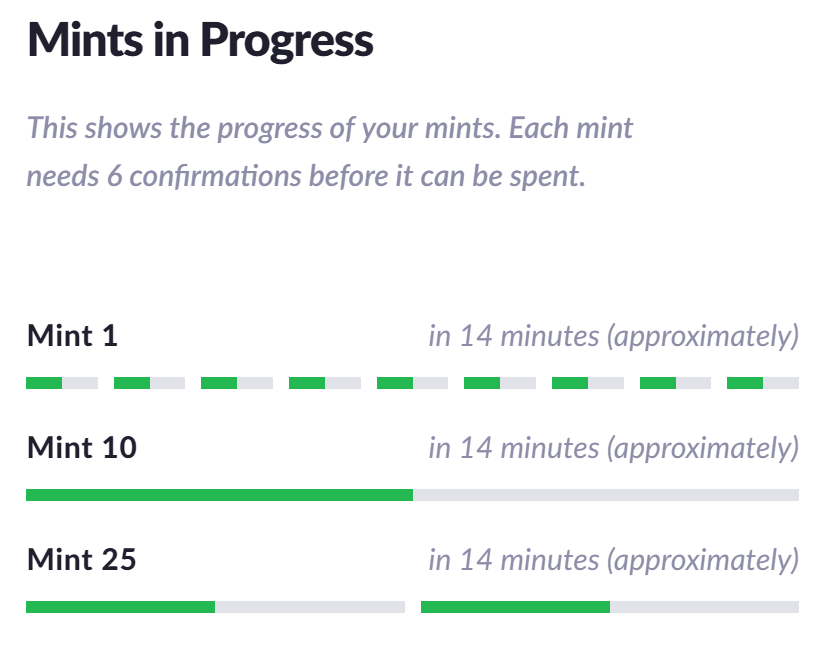 Mints in Progress
This shows the progress of your mints. Each mint
needs 6 confirmations before it can be spent.
Mint 1 in 14 minutes (approximately)
Mint 10 in 14 minutes (approximately)
Mint 25 in 14 minutes (approximately)